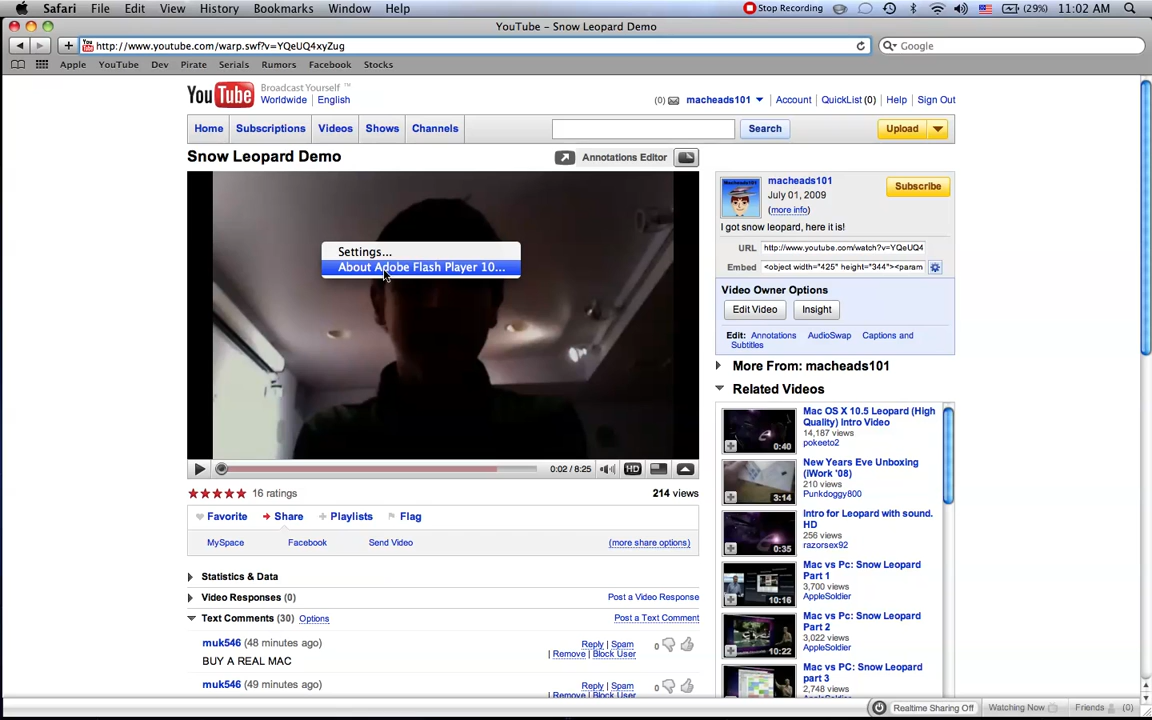 Safari File Edit View History Bookmarks Window Help Stop Recording (29%) 11:02 AM
YouTube – Snow Leopard Demo
http://www.youtube.com/warp.swf?v=YQeUQ4xyZug Google
Apple YouTube Dev Pirate Serials Rumors Facebook Stocks
YouTube Broadcast Yourself ™
Worldwide English
(0) macheads101 Account QuickList (0) Help Sign Out
Home Subscriptions Videos Shows Channels Search Upload
Snow Leopard Demo Annotations Editor
Settings...
About Adobe Flash Player 10...
0:02 / 8:25 HD
16 ratings 214 views
Favorite Share Playlists Flag
MySpace Facebook Send Video (more share options)
Statistics & Data
Video Responses (0) Post a Video Response
Text Comments (30) Options Post a Text Comment
muk546 (48 minutes ago) Reply | Spam 0
| Remove | Block User
BUY A REAL MAC
muk546 (49 minutes ago) Reply | Spam 0
| Remove | Block User
Macheads101
macheads101
July 01, 2009
(more info)
Subscribe
I got snow leopard, here it is!
URL http://www.youtube.com/watch?v=YQeUQ4
Embed <object width="425" height="344"><param
Video Owner Options
Edit Video Insight
Edit: Annotations AudioSwap Captions and
Subtitles
More From: macheads101
Related Videos
Mac OS X 10.5 Leopard (High
Quality) Intro Video
14,187 views
pokeeto2
0:40
New Years Eve Unboxing
(iWork '08)
210 views
Punkdoggy800
3:14
Intro for Leopard with sound.
HD
256 views
razorsex92
0:35
Mac vs Pc: Snow Leopard
Part 1
3,700 views
AppleSoldier
10:16
Mac vs Pc: Snow Leopard
Part 2
3,022 views
AppleSoldier
10:22
Mac vs PC: Snow Leopard
part 3
2,748 views
Realtime Sharing Off Watching Now Friends (0)